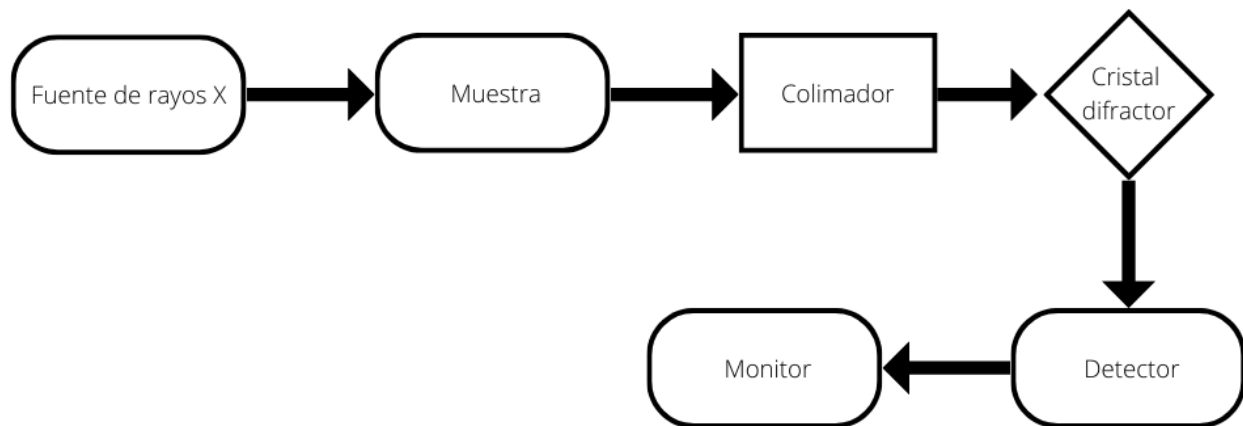 Fuente de rayos X
Muestra
Colimador
Cristal
difractor
Monitor
Detector